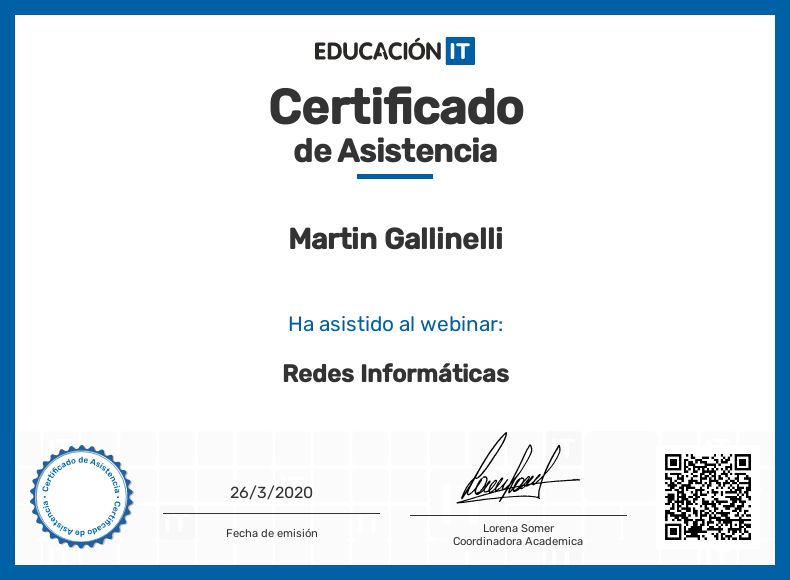 EDUCACIÓN IT
Certificado
de Asistencia
Martin Gallinelli
Ha asistido al webinar:
Redes Informáticas
Certificado de Asistencia • Certificado de Asistencia •
26/3/2020
Fecha de emisión
Lorena Somer
Coordinadora Academica